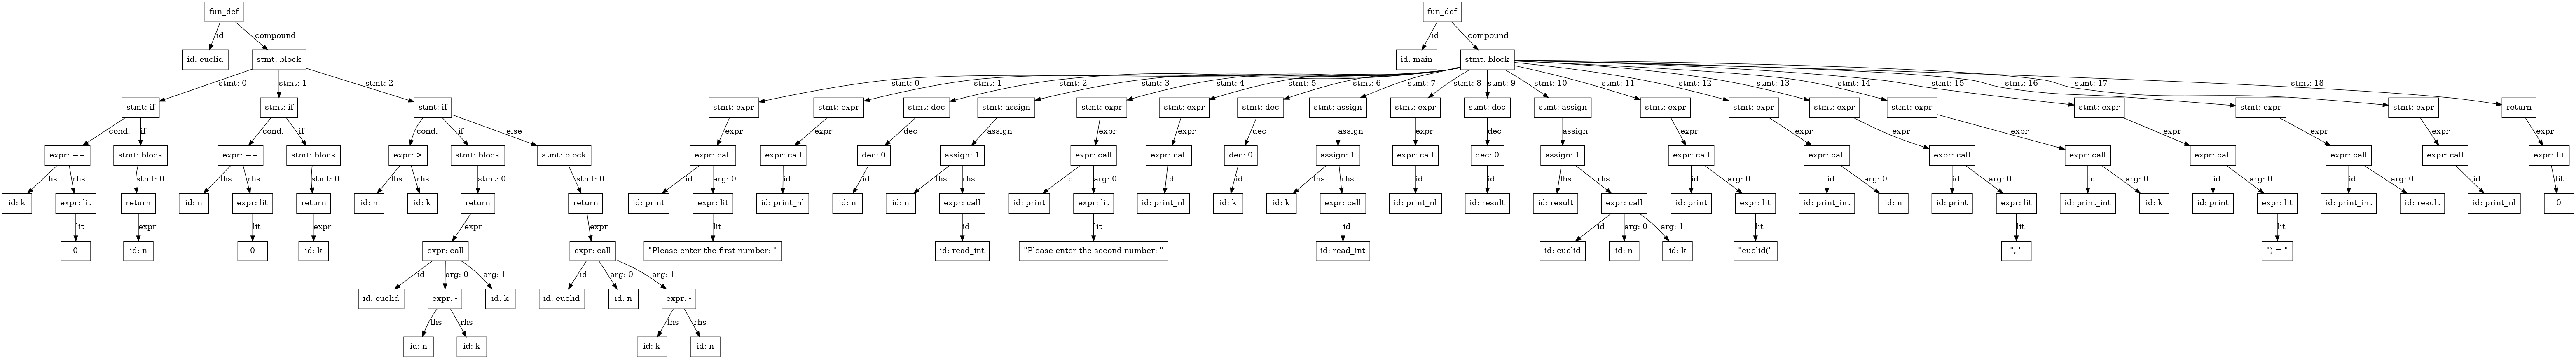 fun_def fun_def
id compound id compound
id: euclid stmt: block id: main stmt: block
stmt: 0 stmt: 1 stmt: 2 stmt: 0 stmt: 1 stmt: 2 stmt: 3 stmt: 4 stmt: 5 stmt: 6 stmt: 7 stmt: 8 stmt: 9 stmt: 10 stmt: 11 stmt: 12 stmt: 13 stmt: 14 stmt: 15 stmt: 16 stmt: 17 stmt: 18
stmt: if stmt: if stmt: if stmt: expr stmt: expr stmt: dec stmt: assign stmt: expr stmt: expr stmt: dec stmt: assign stmt: expr stmt: dec stmt: assign stmt: expr stmt: expr stmt: expr stmt: expr stmt: expr stmt: expr stmt: expr return
cond. if cond. if cond. if else expr expr dec assign expr expr dec assign expr dec assign expr expr expr expr expr expr expr expr
expr: == stmt: block expr: == stmt: block expr: > stmt: block stmt: block expr: call expr: call dec: 0 assign: 1 expr: call expr: call dec: 0 assign: 1 expr: call dec: 0 assign: 1 expr: call expr: call expr: call expr: call expr: call expr: call expr: call expr: lit
lhs rhs stmt: 0 lhs rhs stmt: 0 lhs rhs stmt: 0 stmt: 0 id arg: 0 id id lhs rhs id arg: 0 id id lhs rhs id id lhs rhs id arg: 0 id arg: 0 id arg: 0 id arg: 0 id arg: 0 id arg: 0 id lit
id: k expr: lit return id: n expr: lit return id: n id: k return return id: print expr: lit id: print_nl id: n id: n expr: call id: print expr: lit id: print_nl id: k id: k expr: call id: print_nl id: result id: result expr: call id: print expr: lit id: print_int id: n id: print expr: lit id: print_int id: k id: print expr: lit id: print_int id: result id: print_nl 0
lit expr lit expr expr expr lit id lit id id arg: 0 arg: 1 lit lit lit
0 id: n 0 id: k expr: call expr: call "Please enter the first number: " id: read_int "Please enter the second number: " id: read_int id: euclid id: n id: k "euclid(" ", " ") = "
id arg: 0 arg: 1 id arg: 0 arg: 1
id: euclid expr: - id: k id: euclid id: n expr: -
lhs rhs lhs rhs
id: n id: k id: k id: n